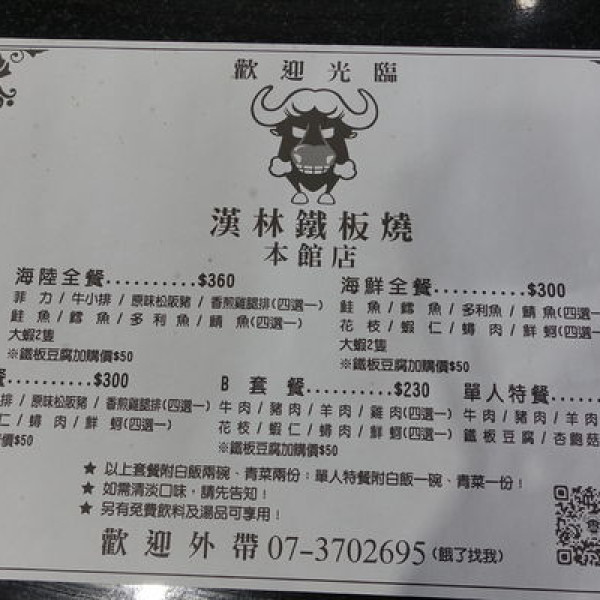 歡迎光臨
漢林鐵板燒
本館店
海陸全餐..........$360
菲力/牛小排/原味松阪豬/香煎雞腿排(四選一)
鮭魚/鱈魚/多利魚/鯖魚(四選一)
大蝦2隻
※鐵板豆腐加購價$50
海鮮全餐..........$300
鮭魚/鱈魚/多利魚/鯖魚(四選一
花枝/蝦仁/蟳肉/鮮蚵(四選一
大蝦2隻
※鐵板豆腐加購價$50
餐..........$300
排/原味松阪豬/香煎雞腿排(四選一)
仁/蟳肉/鮮蚵(四選一)
價$50
B套餐..........$230
牛肉/豬肉/羊肉/雞肉(四選一)
花枝/蝦仁/蟳肉/鮮蚵(四選一)
※鐵板豆腐加購價$50
單人特餐.....
牛肉/豬肉/羊肉
鐵板豆腐/杏鮑菇
★以上套餐附白飯兩碗、青菜兩份;單人特餐附白飯一碗、青菜一份!
★如需清淡口味,請先告知!
★另有免費飲料及湯品可享用!
歡迎外帶07-3702695(餓了找我)